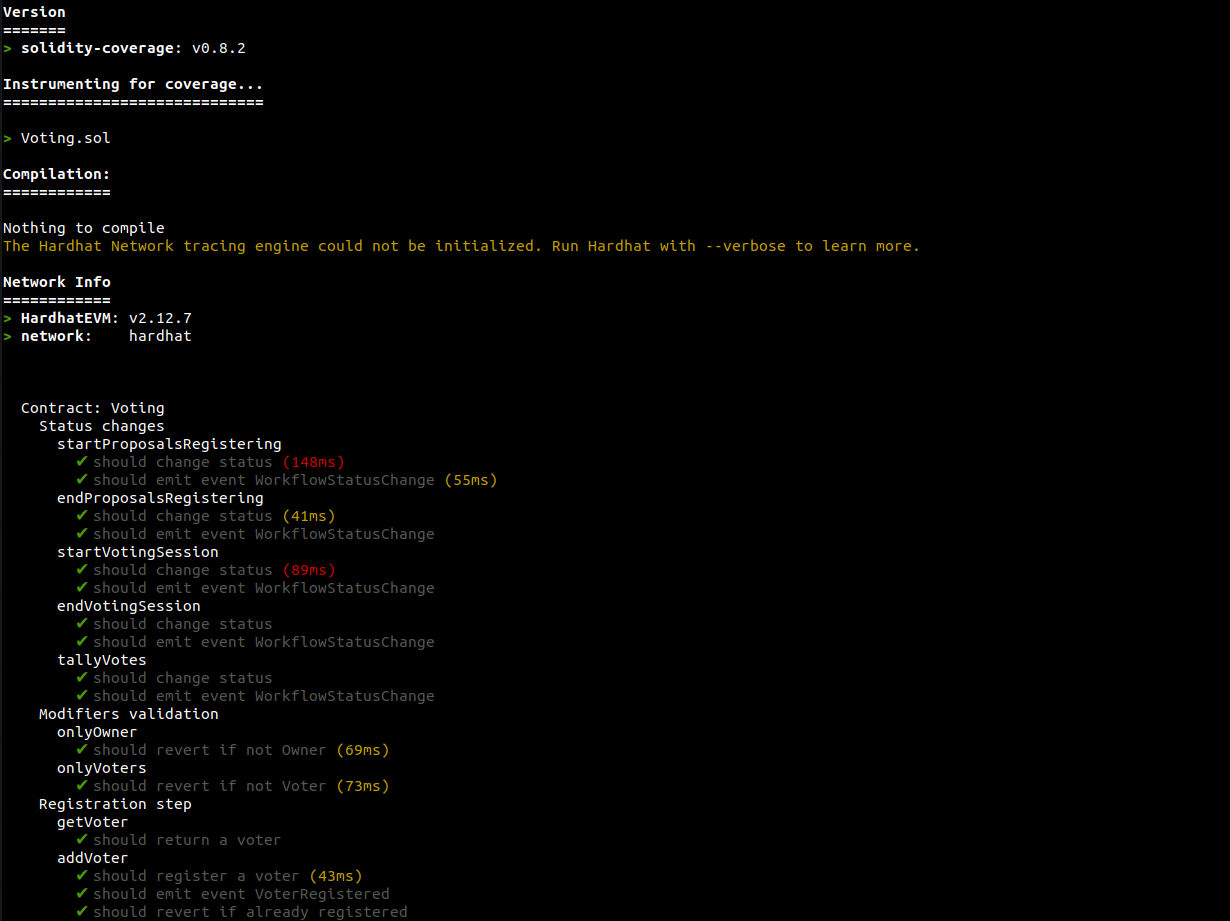 Version
=======
> solidity-coverage: v0.8.2
Instrumenting for coverage...
=============================
> Voting.sol
Compilation:
============
Nothing to compile
The Hardhat Network tracing engine could not be initialized. Run Hardhat with --verbose to learn more.
Network Info
============
> HardhatEVM: v2.12.7
> network:    hardhat
Contract: Voting
Status changes
startProposalsRegistering
✔ should change status (148ms)
✔ should emit event WorkflowStatusChange (55ms)
endProposalsRegistering
✔ should change status (41ms)
✔ should emit event WorkflowStatusChange
startVotingSession
✔ should change status (89ms)
✔ should emit event WorkflowStatusChange
endVotingSession
✔ should change status
✔ should emit event WorkflowStatusChange
tallyVotes
✔ should change status
✔ should emit event WorkflowStatusChange
Modifiers validation
onlyOwner
✔ should revert if not Owner (69ms)
onlyVoters
✔ should revert if not Voter (73ms)
Registration step
getVoter
✔ should return a voter
addVoter
✔ should register a voter (43ms)
✔ should emit event VoterRegistered
✔ should revert if already registered